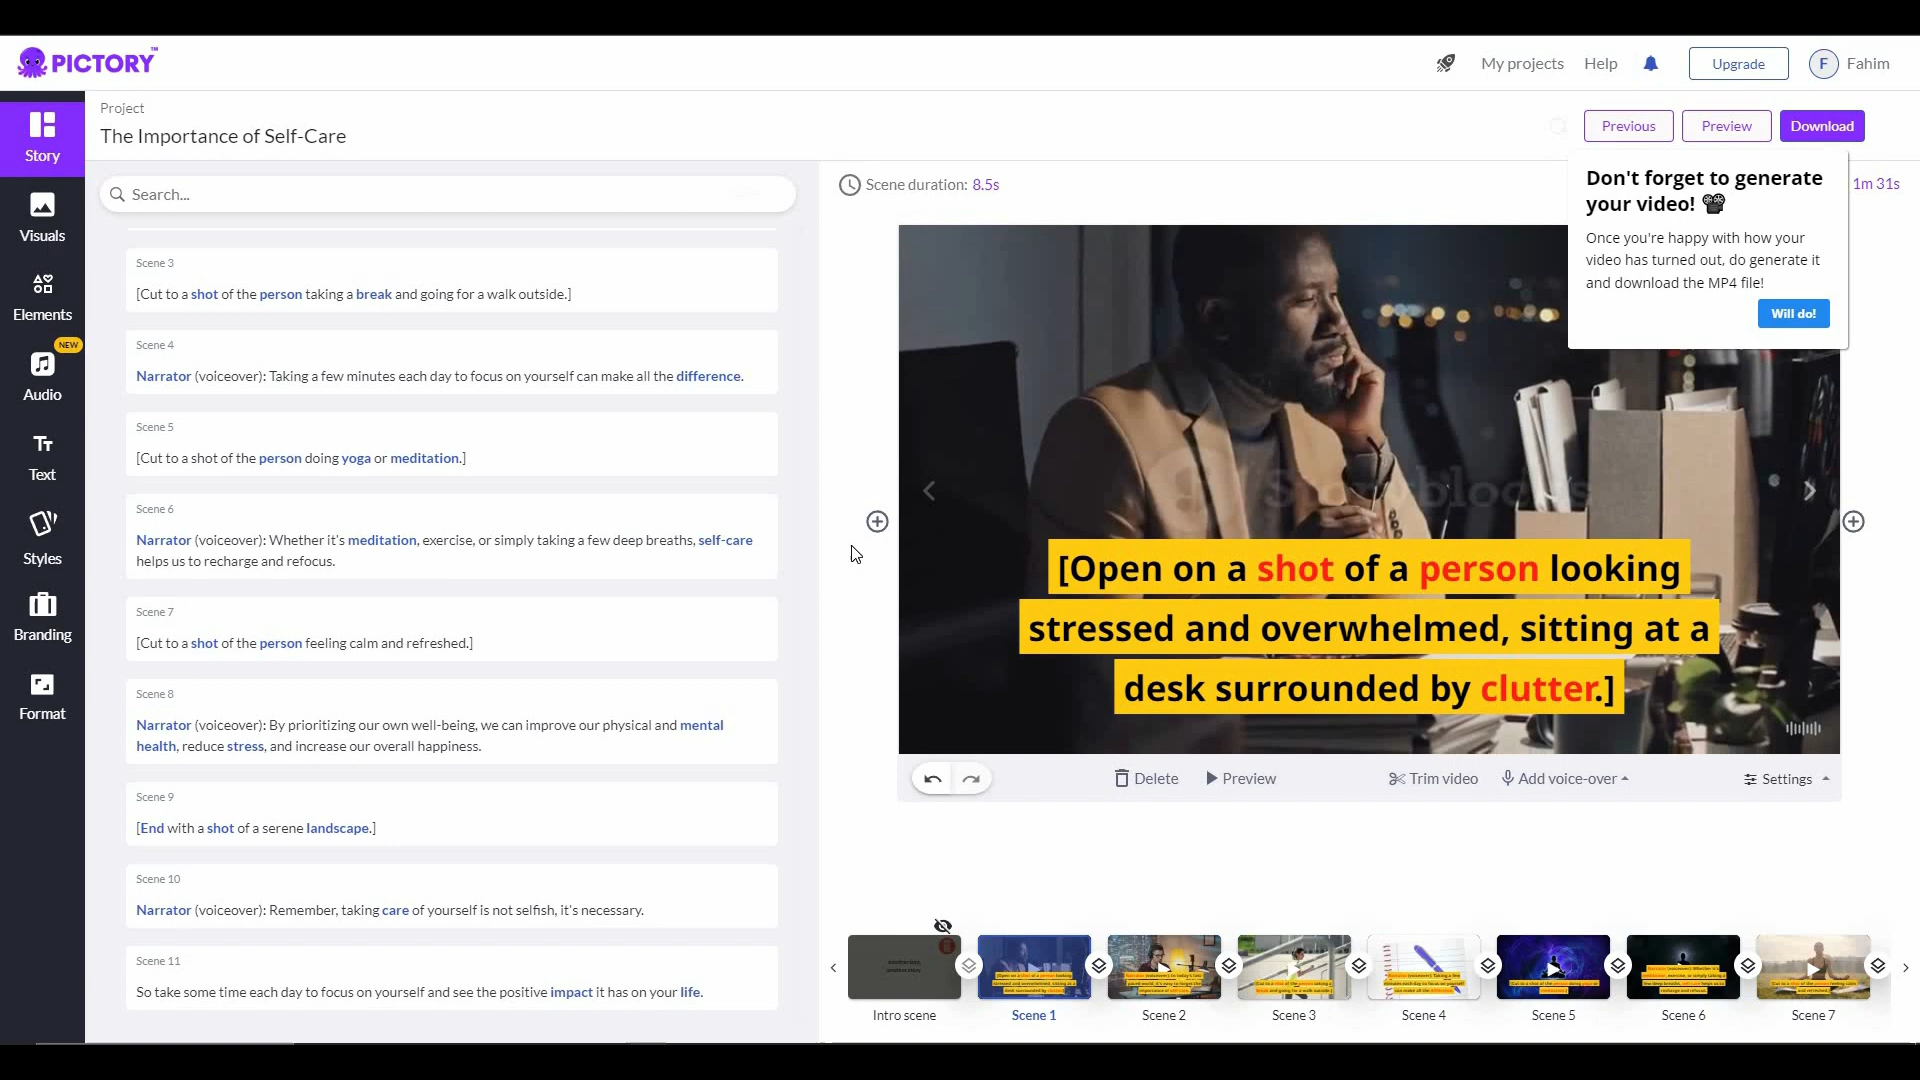 PICTORY™
My projects
Help
Upgrade
F
Fahim
Story
Visuals
Elements
NEW
Audio
Text
Styles
Branding
Format
Project
The Importance of Self-Care
Previous
Preview
Download
Search...
Scene 3
[Cut to a shot of the person taking a break and going for a walk outside.]
Scene 4
Narrator (voiceover): Taking a few minutes each day to focus on yourself can make all the difference.
Scene 5
[Cut to a shot of the person doing yoga or meditation.]
Scene 6
Narrator (voiceover): Whether it's meditation, exercise, or simply taking a few deep breaths, self-care
helps us to recharge and refocus.
Scene 7
[Cut to a shot of the person feeling calm and refreshed.]
Scene 8
Narrator (voiceover): By prioritizing our own well-being, we can improve our physical and mental
health, reduce stress, and increase our overall happiness.
Scene 9
[End with a shot of a serene landscape.]
Scene 10
Narrator (voiceover): Remember, taking care of yourself is not selfish, it's necessary.
Scene 11
So take some time each day to focus on yourself and see the positive impact it has on your life.
Scene duration: 8.5s
1m 31s
Don't forget to generate
your video!
Once you're happy with how your
video has turned out, do generate it
and download the MP4 file!
Will do!
Storyblocks
[Open on a shot of a person looking
stressed and overwhelmed, sitting at a
desk surrounded by clutter.]
Delete
Preview
Trim video
Add voice-over
Settings
Intro scene
Scene 1
Scene 2
Scene 3
Scene 4
Scene 5
Scene 6
Scene 7